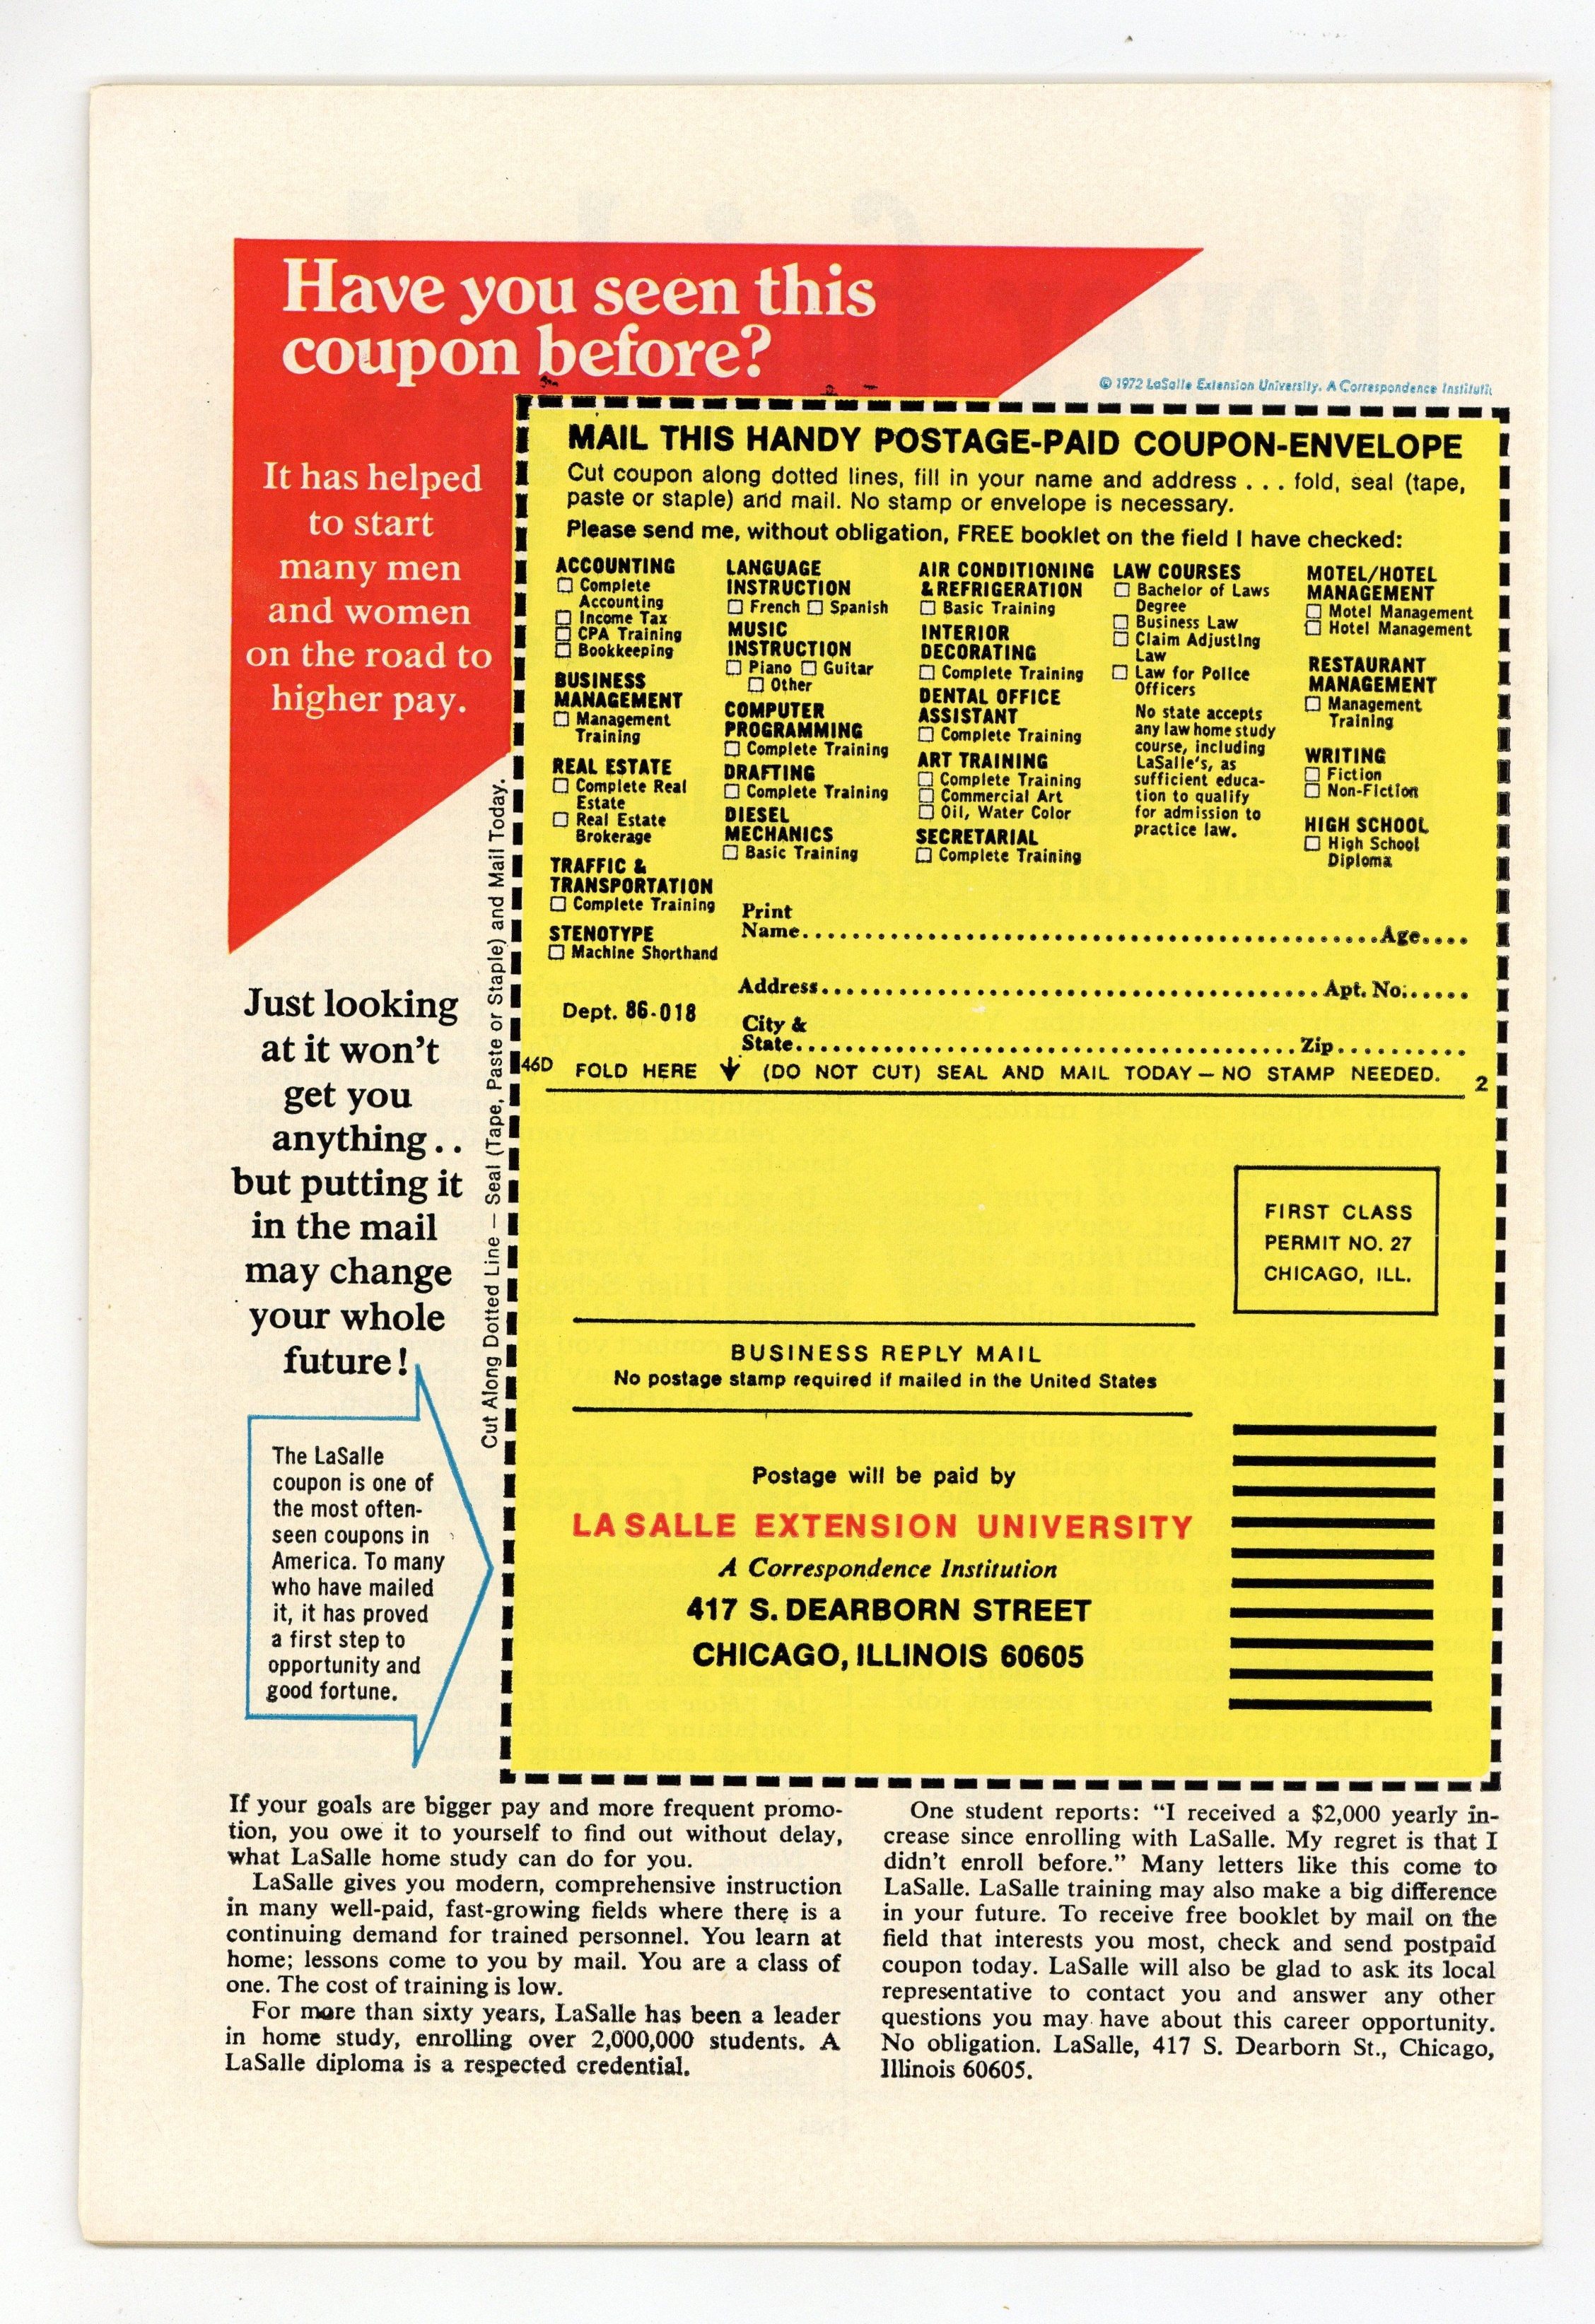 Have you seen this
coupon before?
It has helped
to start
many men
and women
on the road to
higher pay.
© 1972 LaSalle Extension University. A Correspondence
MAIL THIS HANDY POSTAGE-PAID COUPON-ENVELOPE
Cut coupon along dotted lines, fill in your name and address . . . fold, seal (tape,
paste or staple) and mail. No stamp or envelope is necessary.
Please send me, without obligation, FREE booklet on the field I have checked:
ACCOUNTING
Complete
Accounting
Income Tax
CPA Training
Bookkeeping
BUSINESS
MANAGEMENT
Management
Training
REAL ESTATE
Complete Real
Estate
Real Estate
Brokerage
TRAFFIC &
TRANSPORTATION
Complete Training
STENOTYPE
Machine Shorthand
LANGUAGE
INSTRUCTION
French Spanish
MUSIC
INSTRUCTION
Piano Guitar
Other
COMPUTER
PROGRAMMING
Complete Training
DRAFTING
Complete Training
DIESEL
MECHANICS
Basic Training
AIR CONDITIONING
& REFRIGERATION
Basic Training
INTERIOR
DECORATING
Complete Training
DENTAL OFFICE
ASSISTANT
Complete Training
ART TRAINING
Complete Training
Commercial Art
Oil, Water Color
SECRETARIAL
Complete Training
LAW COURSES
Bachelor of Laws
Degree
Business Law
Claim Adjusting
Law
Law for Police
Officers
No state accepts
any law home study
course, including
LaSalle's, as
sufficient educa-
tion to qualify
for admission to
practice law.
MOTEL/HOTEL
MANAGEMENT
Motel Management
Hotel Management
RESTAURANT
MANAGEMENT
Management
Training
WRITING
Fiction
Non-Fiction
HIGH SCHOOL
High School
Diploma
Print
Name Age
Address Apt. No.
Dept. 86-018
City &
State Zip
46D FOLD HERE (DO NOT CUT) SEAL AND MAIL TODAY — NO STAMP NEEDED. 2
Cut Along Dotted Line — Seal (Tape, Paste or Staple) and Mail Today.
Just looking
at it won't
get you
anything . .
but putting it
in the mail
may change
your whole
future!
The LaSalle
coupon is one of
the most often-
seen coupons in
America. To many
who have mailed
it, it has proved
a first step to
opportunity and
good fortune.
FIRST CLASS
PERMIT NO. 27
CHICAGO, ILL.
BUSINESS REPLY MAIL
No postage stamp required if mailed in the United States
Postage will be paid by
LA SALLE EXTENSION UNIVERSITY
A Correspondence Institution
417 S. DEARBORN STREET
CHICAGO, ILLINOIS 60605
If your goals are bigger pay and more frequent promo-
tion, you owe it to yourself to find out without delay,
what LaSalle home study can do for you.
LaSalle gives you modern, comprehensive instruction
in many well-paid, fast-growing fields where there is a
continuing demand for trained personnel. You learn at
home; lessons come to you by mail. You are a class of
one. The cost of training is low.
For more than sixty years, LaSalle has been a leader
in home study, enrolling over 2,000,000 students. A
LaSalle diploma is a respected credential.
One student reports: "I received a $2,000 yearly in-
crease since enrolling with LaSalle. My regret is that I
didn't enroll before." Many letters like this come to
LaSalle. LaSalle training may also make a big difference
in your future. To receive free booklet by mail on the
field that interests you most, check and send postpaid
coupon today. LaSalle will also be glad to ask its local
representative to contact you and answer any other
questions you may have about this career opportunity.
No obligation. LaSalle, 417 S. Dearborn St., Chicago,
Illinois 60605.